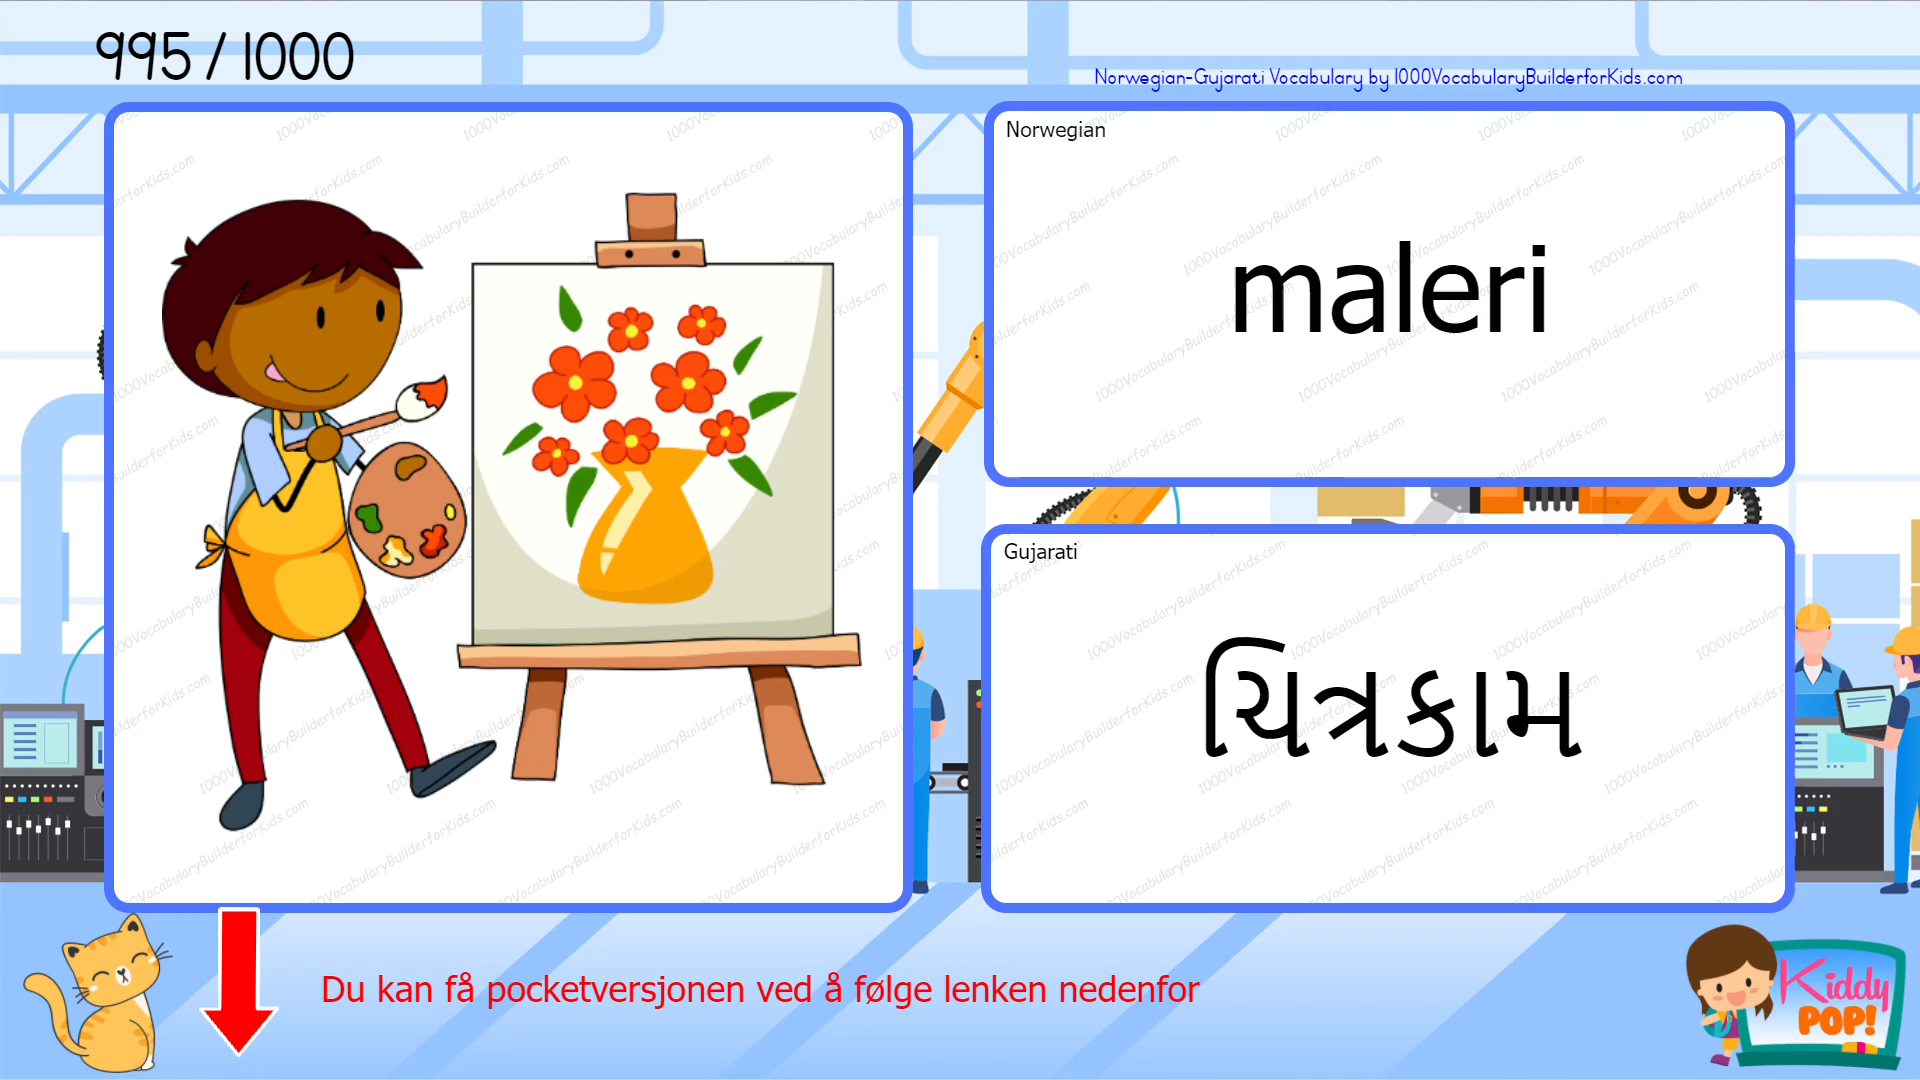 995 / 1000
Norwegian-Gujarati Vocabulary by 1000VocabularyBuilderforKids.com
Norwegian
maleri
Gujarati
ચિત્રકામ
Du kan få pocketversjonen ved å følge lenken nedenfor
Kiddy
POP!